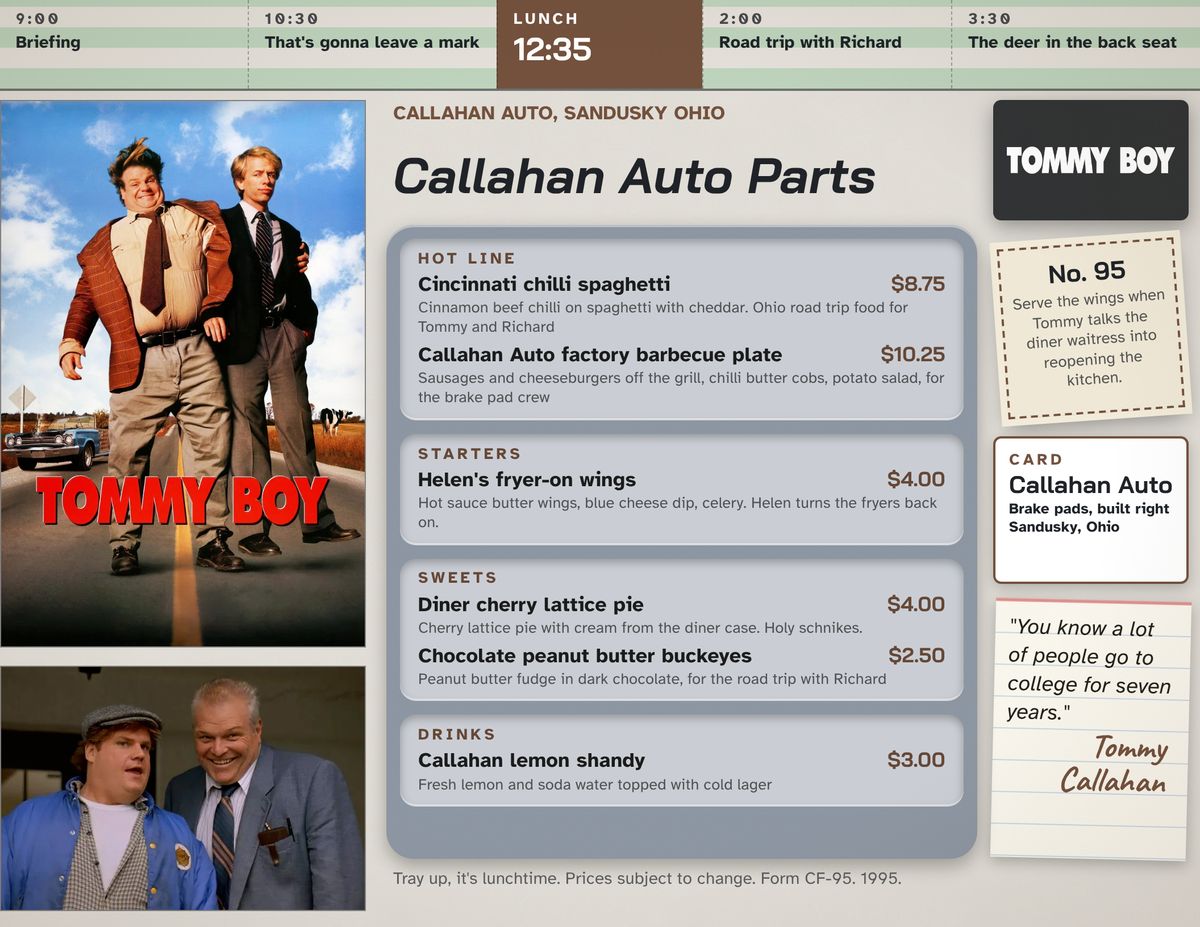 9:00
Briefing
10:30
That's gonna leave a mark
LUNCH
12:35
2:00
Road trip with Richard
3:30
The deer in the back seat
TOMMY BOY
CALLAHAN AUTO, SANDUSKY OHIO
Callahan Auto Parts
HOT LINE
Cincinnati chilli spaghetti $8.75
Cinnamon beef chilli on spaghetti with cheddar. Ohio road trip food for
Tommy and Richard
Callahan Auto factory barbecue plate $10.25
Sausages and cheeseburgers off the grill, chilli butter cobs, potato salad, for
the brake pad crew
STARTERS
Helen's fryer-on wings $4.00
Hot sauce butter wings, blue cheese dip, celery. Helen turns the fryers back
on.
SWEETS
Diner cherry lattice pie $4.00
Cherry lattice pie with cream from the diner case. Holy schnikes.
Chocolate peanut butter buckeyes $2.50
Peanut butter fudge in dark chocolate, for the road trip with Richard
DRINKS
Callahan lemon shandy $3.00
Fresh lemon and soda water topped with cold lager
Tray up, it's lunchtime. Prices subject to change. Form CF-95. 1995.
TOMMY BOY
No. 95
Serve the wings when
Tommy talks the
diner waitress into
reopening the
kitchen.
CARD
Callahan Auto
Brake pads, built right
Sandusky, Ohio
"You know a lot
of people go to
college for seven
years."
Tommy
Callahan